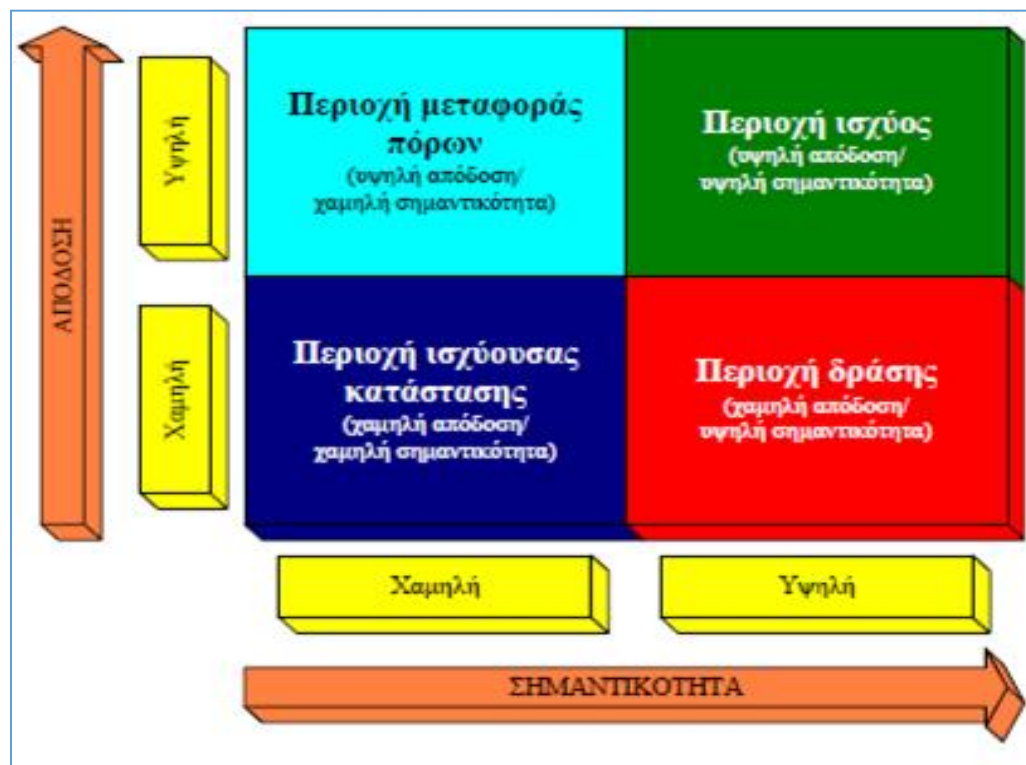 ΑΠΟΔΟΣΗ
Υψηλή
Περιοχή μεταφοράς
πόρων
(υψηλή απόδοση/
χαμηλή σημαντικότητα)
Περιοχή ισχύος
(υψηλή απόδοση/
υψηλή σημαντικότητα)
Χαμηλή
Περιοχή ισχύουσας
κατάστασης
(χαμηλή απόδοση/
χαμηλή σημαντικότητα)
Περιοχή δράσης
(χαμηλή απόδοση/
υψηλή σημαντικότητα)
Χαμηλή
Υψηλή
ΣΗΜΑΝΤΙΚΟΤΗΤΑ